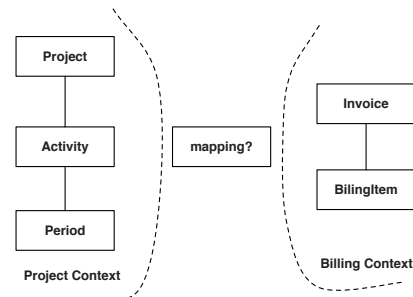 Project
Activity
Period
Project Context
mapping?
Invoice
BilingItem
Billing Context